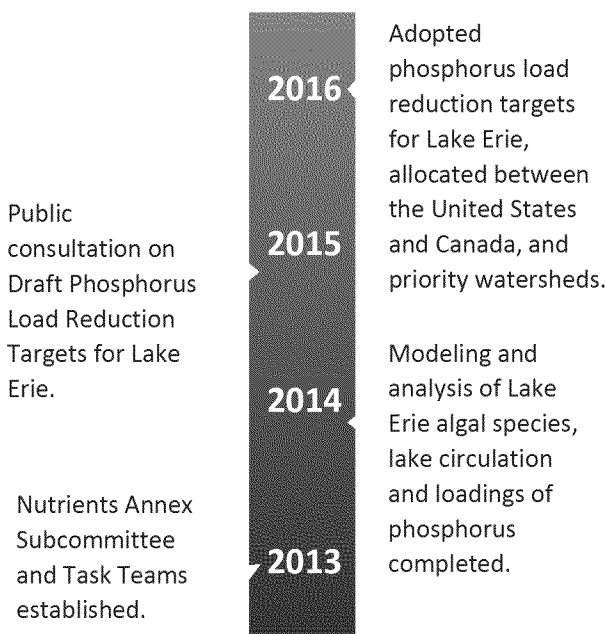 2016
Adopted
phosphorus load
reduction targets
for Lake Erie,
allocated between
the United States
and Canada, and
priority watersheds.
2015
Public
consultation on
Draft Phosphorus
Load Reduction
Targets for Lake
Erie.
2014
Modeling and
analysis of Lake
Erie algal species,
lake circulation
and loadings of
phosphorus
completed.
2013
Nutrients Annex
Subcommittee
and Task Teams
established.